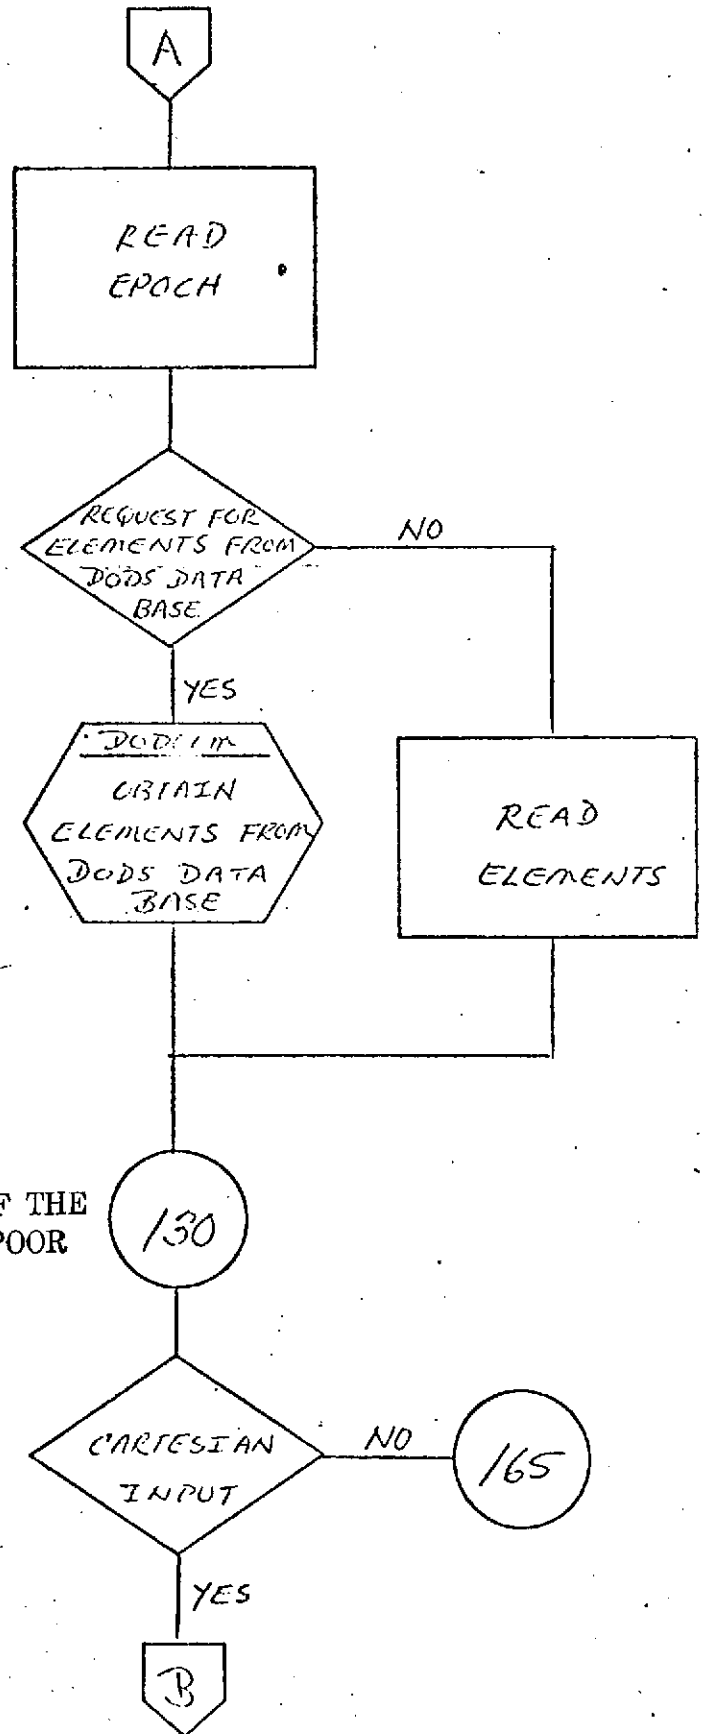 A
READ
EPOCH
REQUEST FOR
ELEMENTS FROM
DODS DATA
BASE
NO
YES
OBTAIN
ELEMENTS FROM
DODS DATA
BASE
READ
ELEMENTS
F THE
POOR
130
CARTESIAN
INPUT
NO
165
YES
B